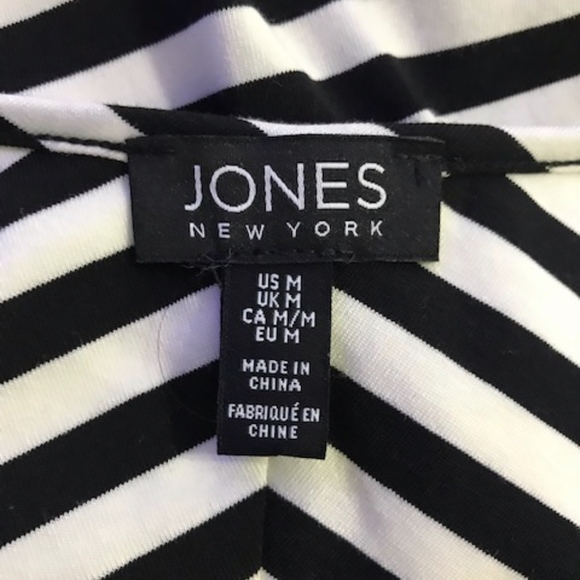 JONES
NEW YORK
US M
UK M
CA M/M
EU M
MADE IN
CHINA
FABRIQUÉ EN
CHINE